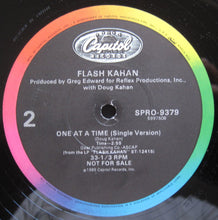 Capitol
RECORDS
FLASH KAHAN
Produced by Greg Edward for Reflex Productions, Inc.,
with Doug Kahan
2
SPRO-9379
ONE AT A TIME (Single Version)
(Doug Kahan)
Time-2:55
(from the LP "FLASH KAHAN" ST-12415)
33-1/3 RPM
NOT FOR SALE
℗1985 Capitol Records, Inc.